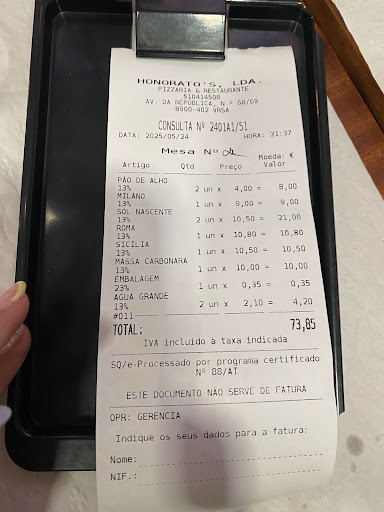 HONORATO'S, LDA.
PIZZARIA & RESTAURANTE
510414508
AV. DA REPUBLICA, N.º 60/69
8900-402 VRSA
CONSULTA Nº 2401A1/51
DATA: 2025/05/24 HORA: 21:37
Mesa Nº
Moeda: €
Artigo Qtd Preço Valor
PAO DE ALHO
13% 2 un x 4,00 = 8,00
MILANO
13% 1 un x 9,00 = 9,00
SOL NASCENTE
13% 2 un x 10,50 = 21,00
ROMA
13% 1 un x 10,80 = 10,80
SICÍLIA
13% 1 un x 10,50 = 10,50
MASSA CARBONARA
13% 1 un x 10,00 = 10,00
EMBALAGEM
23% 1 un x 0,35 = 0,35
AGUA GRANDE
13% 2 un x 2,10 = 4,20
#011
TOTAL: 73,85
IVA incluido à taxa indicada
SQ/e-Processado por programa certificado
Nº 88/AT
ESTE DOCUMENTO NÃO SERVE DE FATURA
OPR: GERENCIA
Indique os seus dados para a fatura:
Nome:
NIF.: